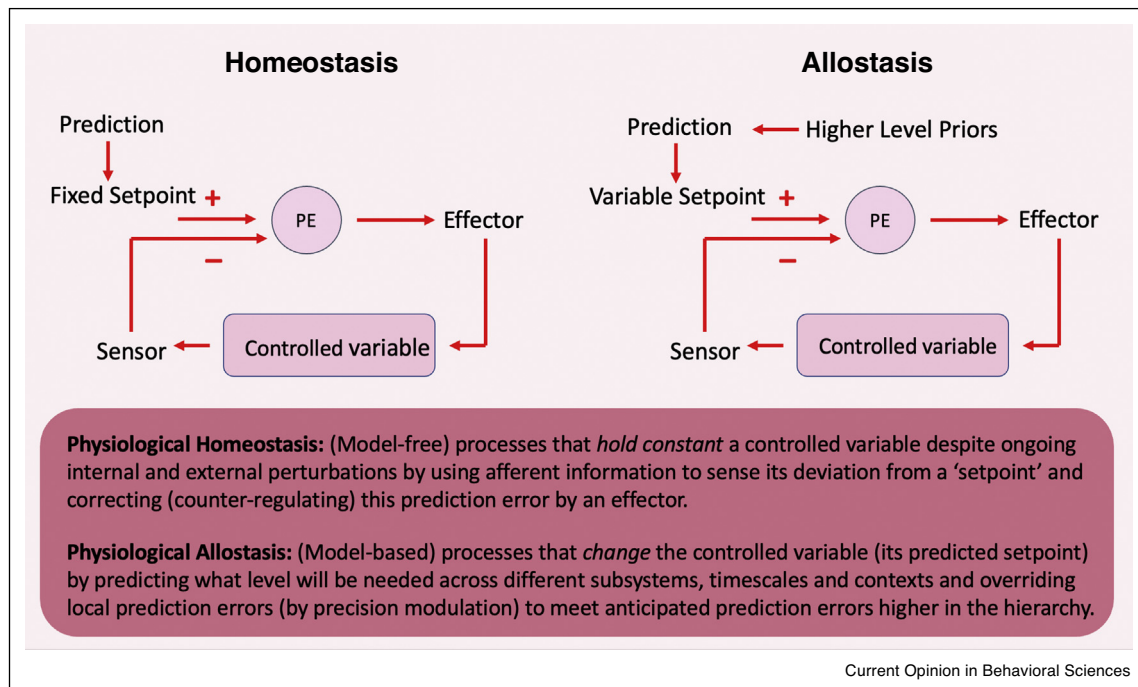 Homeostasis
Prediction
Fixed Setpoint
+
PE
Effector
−
Sensor
Controlled variable
Allostasis
Prediction
Higher Level Priors
Variable Setpoint
+
PE
Effector
−
Sensor
Controlled variable
Physiological Homeostasis: (Model-free) processes that hold constant a controlled variable despite ongoing
internal and external perturbations by using afferent information to sense its deviation from a ‘setpoint’ and
correcting (counter-regulating) this prediction error by an effector.
Physiological Allostasis: (Model-based) processes that change the controlled variable (its predicted setpoint)
by predicting what level will be needed across different subsystems, timescales and contexts and overriding
local prediction errors (by precision modulation) to meet anticipated prediction errors higher in the hierarchy.
Current Opinion in Behavioral Sciences